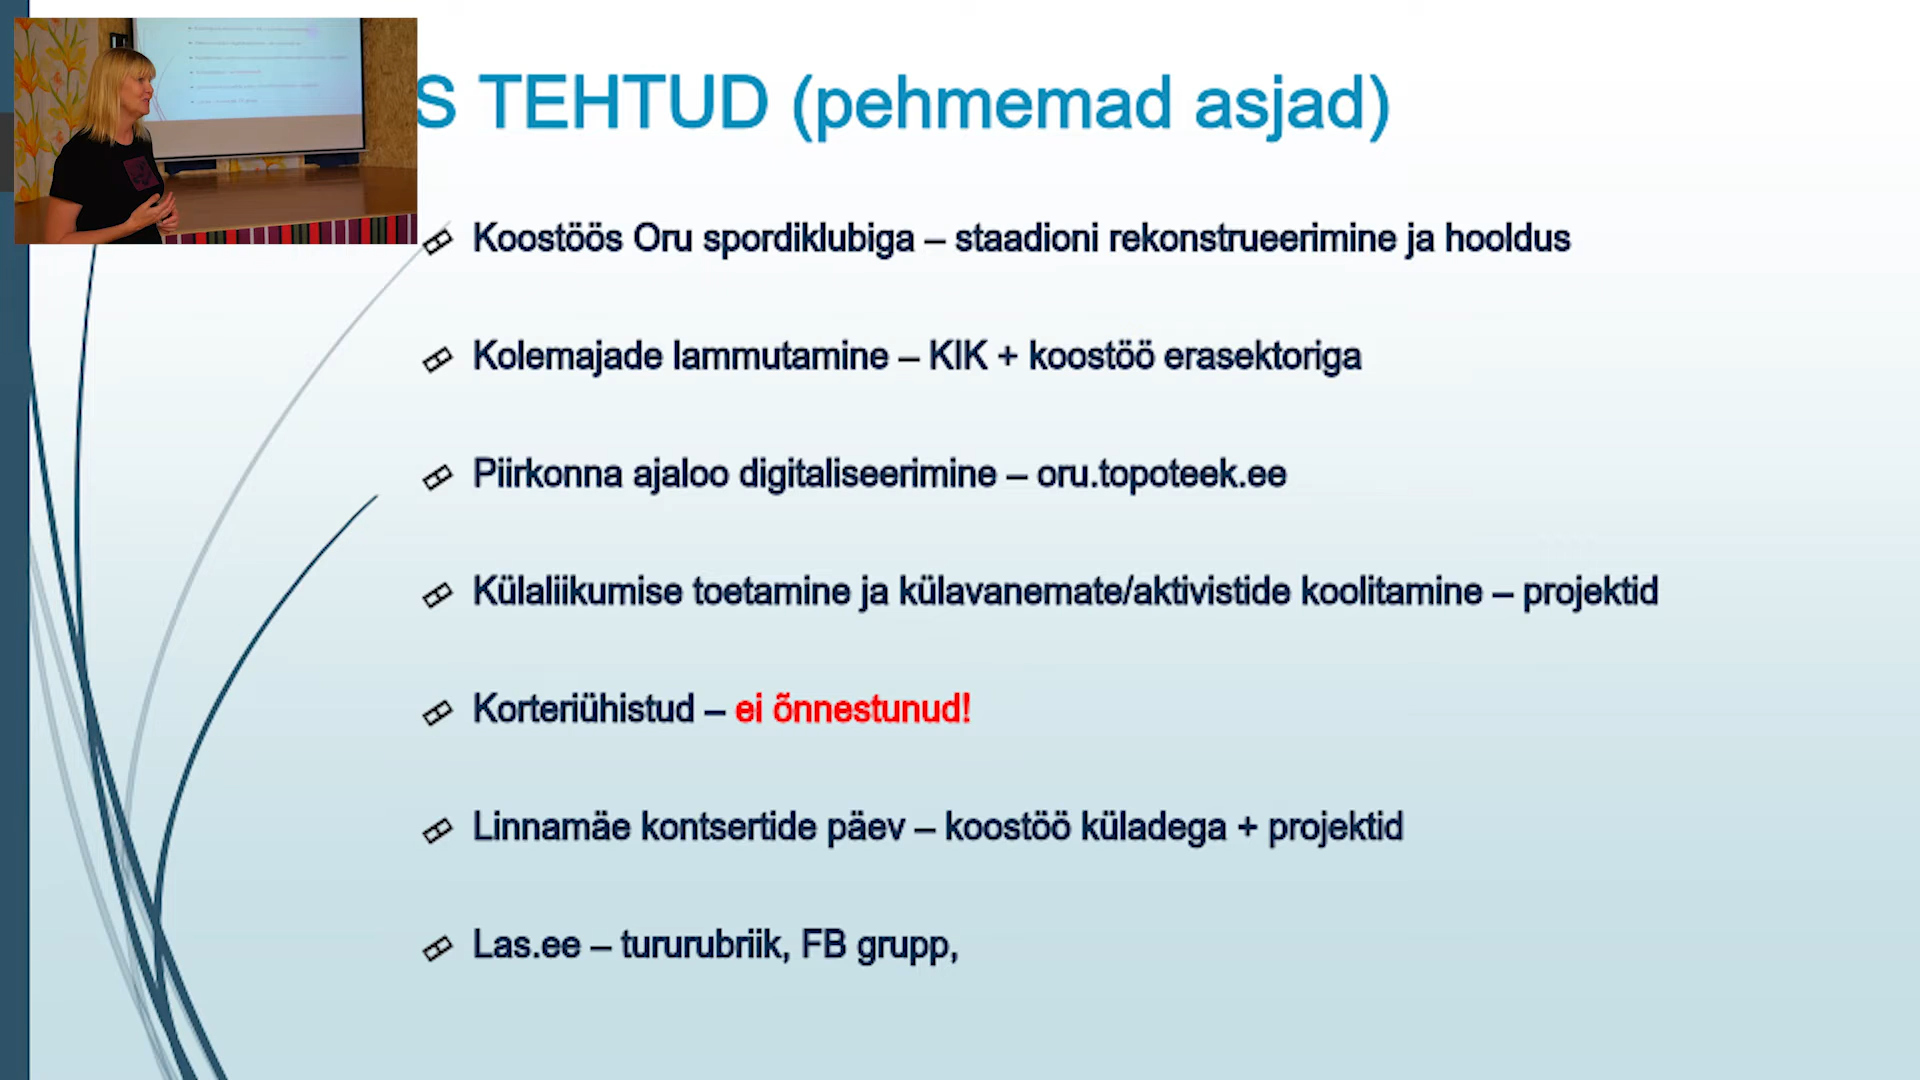 S TEHTUD (pehmemad asjad)
Koostöös Oru spordiklubiga – staadioni rekonstrueerimine ja hooldus
Kolemajade lammutamine – KIK + koostöö erasektoriga
Piirkonna ajaloo digitaliseerimine – oru.topoteek.ee
Külaliikumise toetamine ja külavanemate/aktivistide koolitamine – projektid
Korteriühistud – ei õnnestunud!
Linnamäe kontsertide päev – koostöö küladega + projektid
Las.ee – tururubriik, FB grupp,